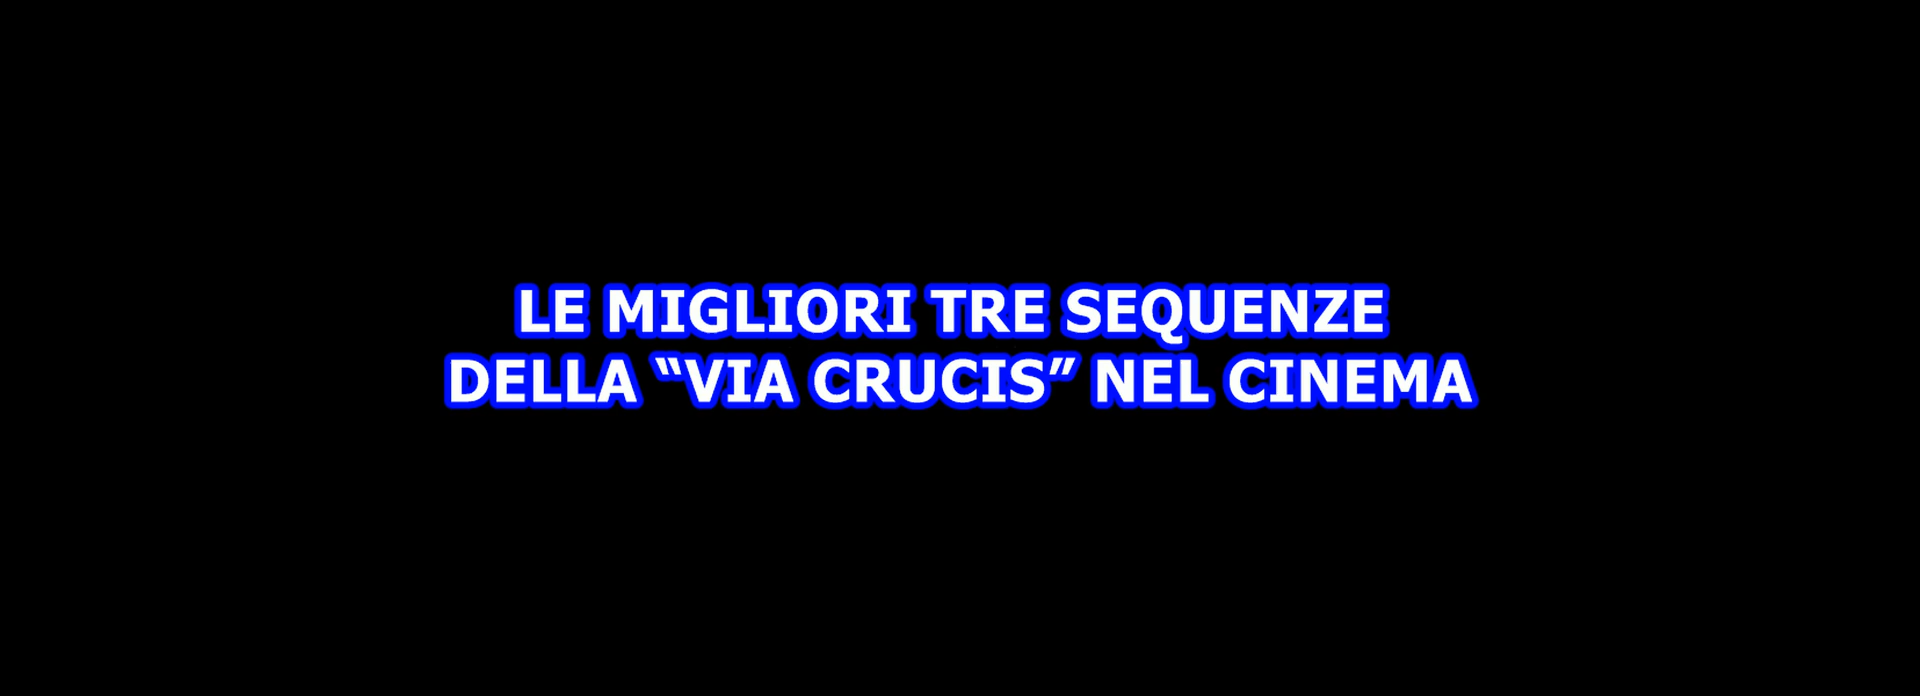 LE MIGLIORI TRE SEQUENZE
DELLA “VIA CRUCIS” NEL CINEMA